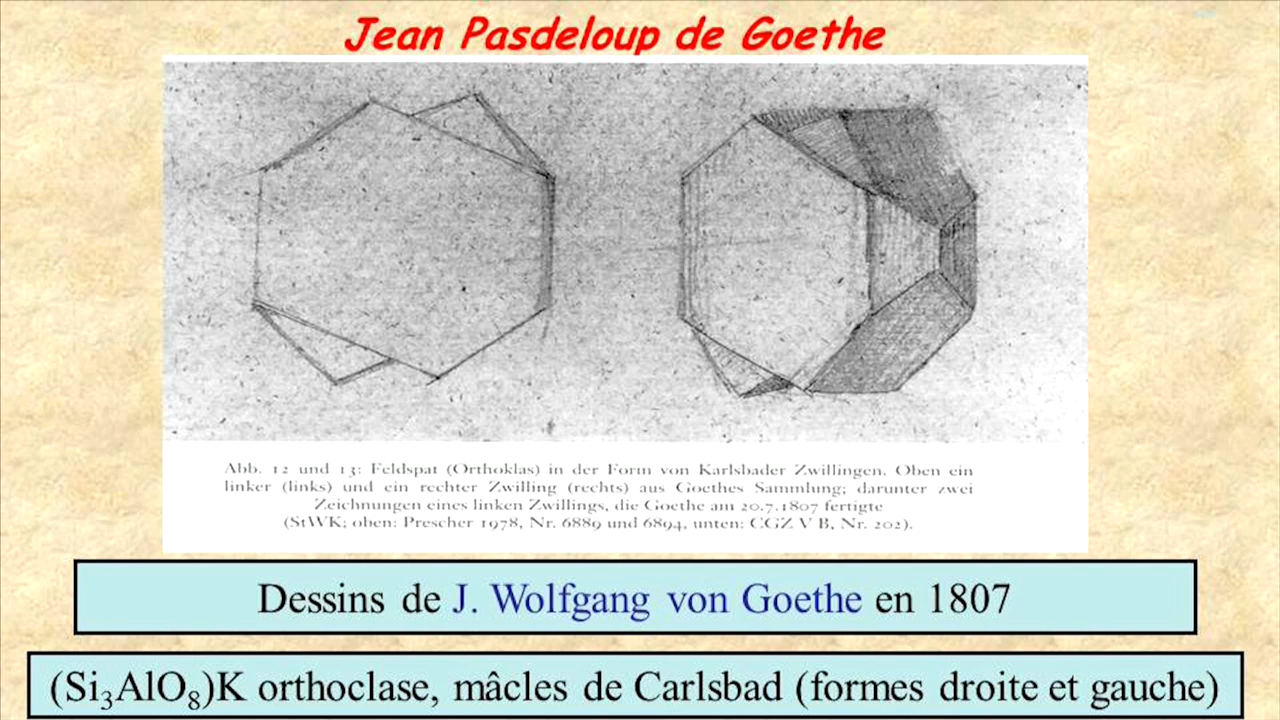 Jean Pasdeloup de Goethe
Abb. 12 und 13: Feldspat (Orthoklas) in der Form von Karlsbader Zwillingen. Oben ein
linker (links) und ein rechter Zwilling (rechts) aus Goethes Sammlung; darunter zwei
Zeichnungen eines linken Zwillings, die Goethe am 20.7.1807 fertigte
(StWK; oben: Prescher 1978, Nr. 6889 und 6894, unten: CGZ V B, Nr. 202).
Dessins de J. Wolfgang von Goethe en 1807
(Si₃AlO₈)K orthoclase, mâcles de Carlsbad (formes droite et gauche)